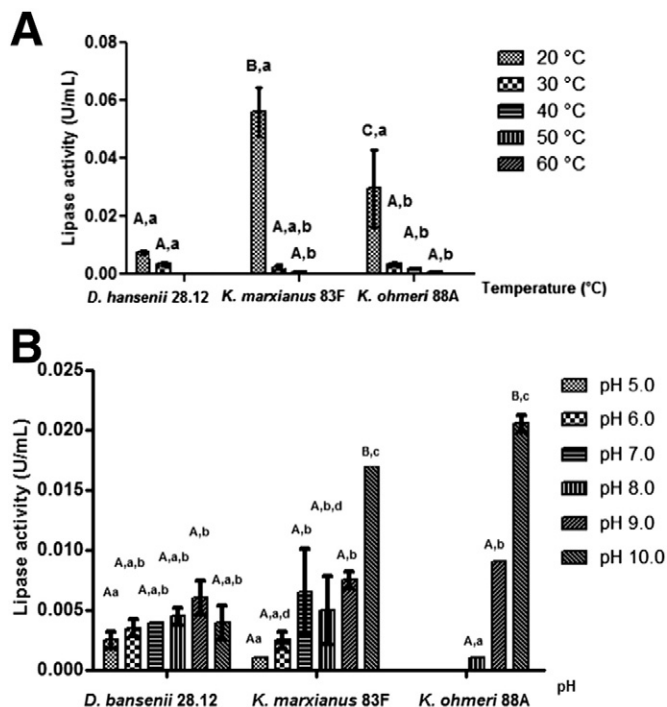 A
Lipase activity (U/mL)
0.08
0.06
0.04
0.02
0.00
A,a
A,a
B,a
A,a,b
A,b
C,a
A,b
A,b
A,b
D. hansenii 28.12
K. marxianus 83F
K. ohmeri 88A
Temperature (°C)
20 °C
30 °C
40 °C
50 °C
60 °C
B
Lipase activity (U/mL)
0.025
0.020
0.015
0.010
0.005
0.000
Aa
A,a,b
A,a,b
A,a,b
A,b
A,a,b
Aa
A,a,d
A,b
A,b,d
A,b
B,c
A,a
A,b
B,c
D. bansenii 28.12
K. marxianus 83F
K. ohmeri 88A
pH
pH 5.0
pH 6.0
pH 7.0
pH 8.0
pH 9.0
pH 10.0